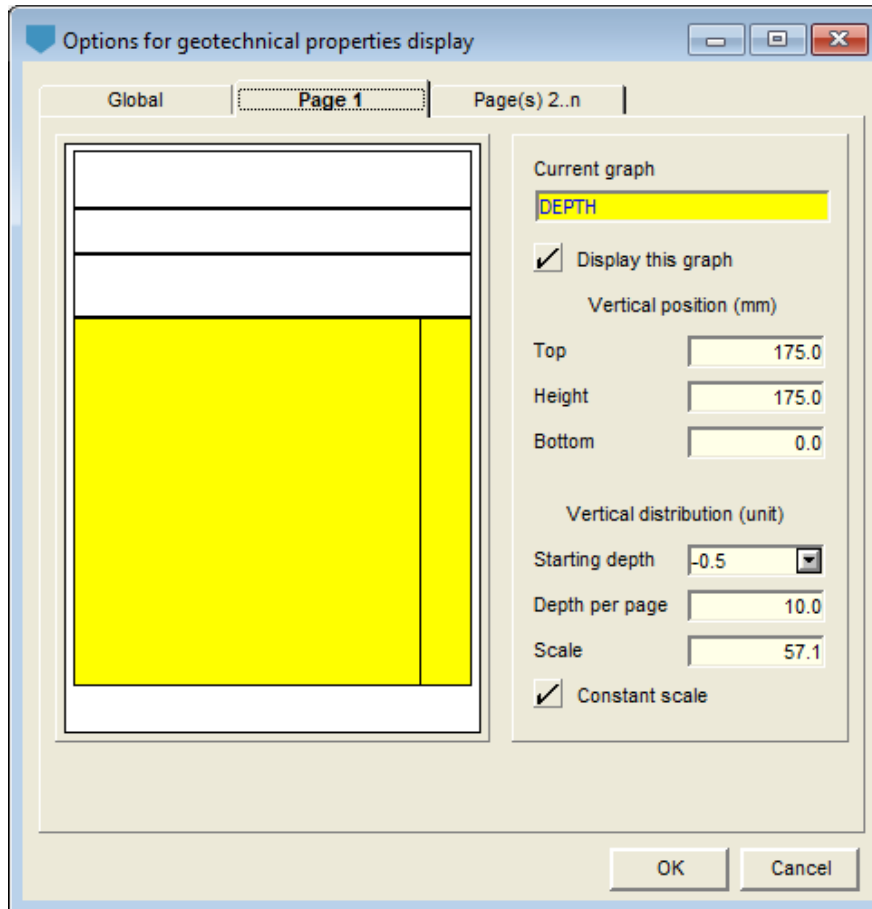 Options for geotechnical properties display
Global Page 1 Page(s) 2..n
Current graph
DEPTH
Display this graph
Vertical position (mm)
Top 175.0
Height 175.0
Bottom 0.0
Vertical distribution (unit)
Starting depth -0.5
Depth per page 10.0
Scale 57.1
Constant scale
OK Cancel